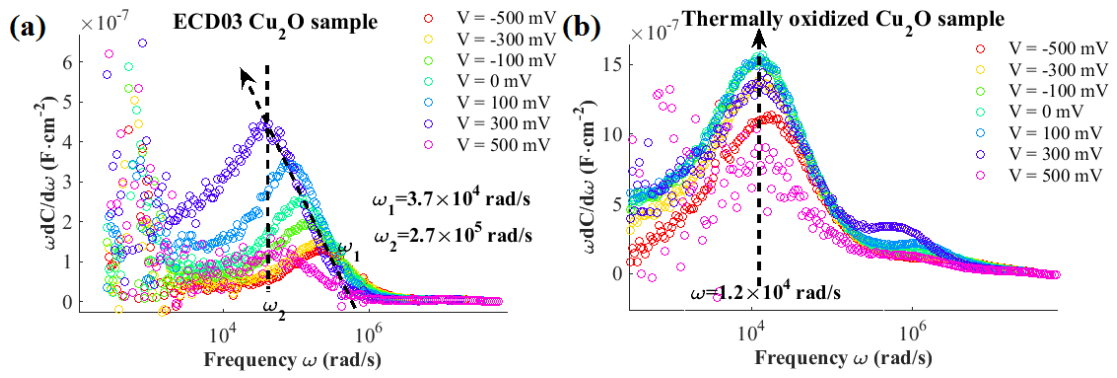 (a)
ECD03 Cu₂O sample
×10⁻⁷
6
5
4
3
2
1
0
ωdC/dω (F·cm⁻²)
10⁴
10⁶
Frequency ω (rad/s)
V = -500 mV
V = -300 mV
V = -100 mV
V = 0 mV
V = 100 mV
V = 300 mV
V = 500 mV
ω₁=3.7×10⁴ rad/s
ω₂=2.7×10⁵ rad/s
ω₁
ω₂
(b)
Thermally oxidized Cu₂O sample
×10⁻⁷
15
10
5
0
ωdC/dω (F·cm⁻²)
10⁴
10⁶
Frequency ω (rad/s)
V = -500 mV
V = -300 mV
V = -100 mV
V = 0 mV
V = 100 mV
V = 300 mV
V = 500 mV
ω=1.2×10⁴ rad/s